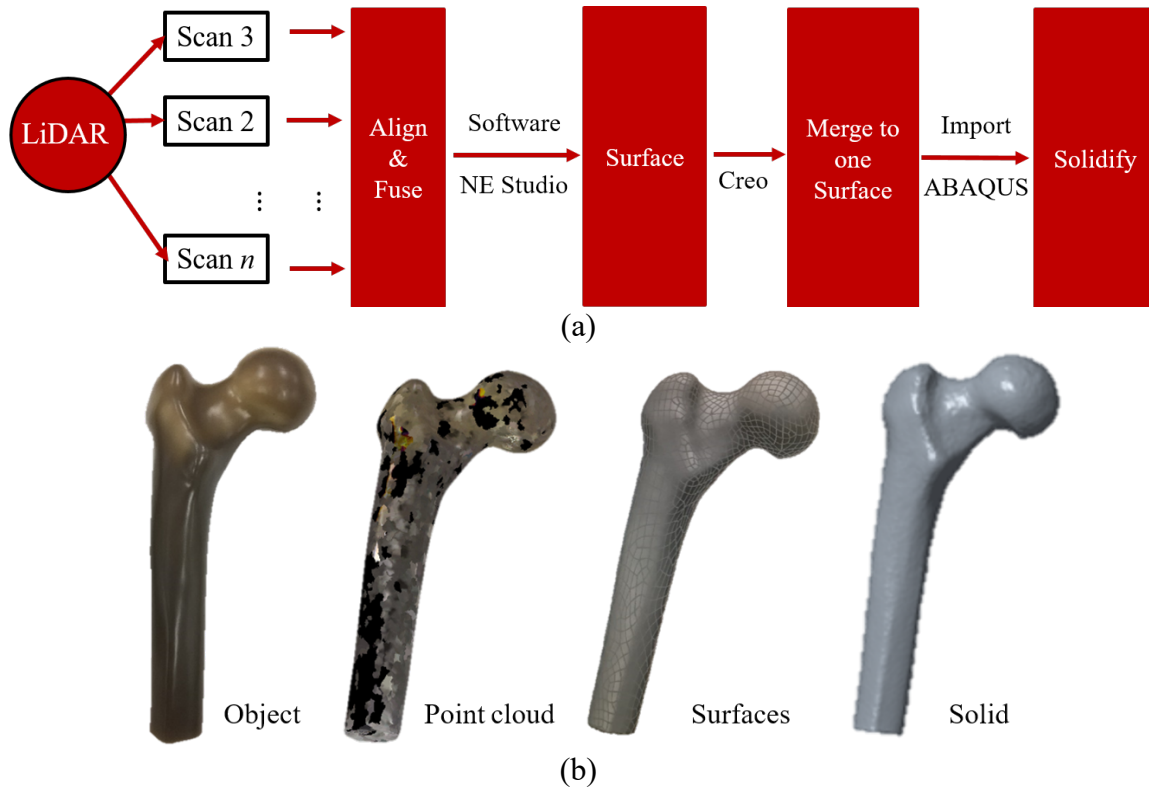 LiDAR
Scan 3
Scan 2
⋮ ⋮
Scan n
Align
&
Fuse
Software
NE Studio
Surface
Creo
Merge to
one
Surface
Import
ABAQUS
Solidify
(a)
Object
Point cloud
Surfaces
Solid
(b)